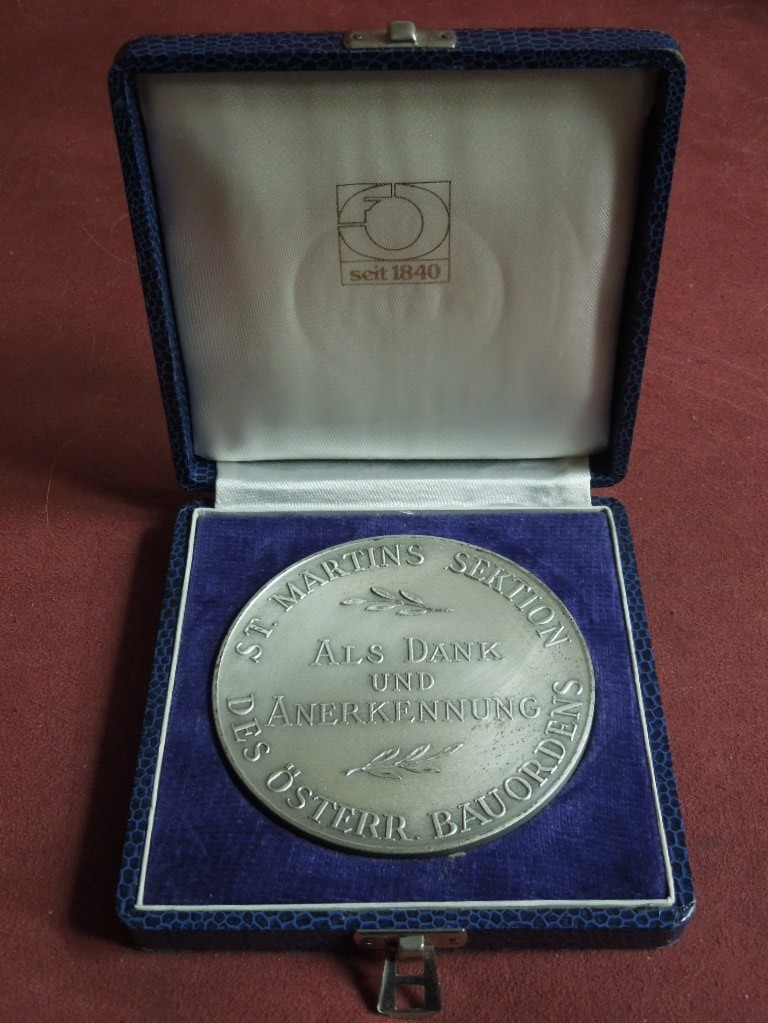 seit 1840
ST. MARTINS SEKTION
ALS DANK
UND
ANERKENNUNG
DES ÖSTERR. BAUORDENS